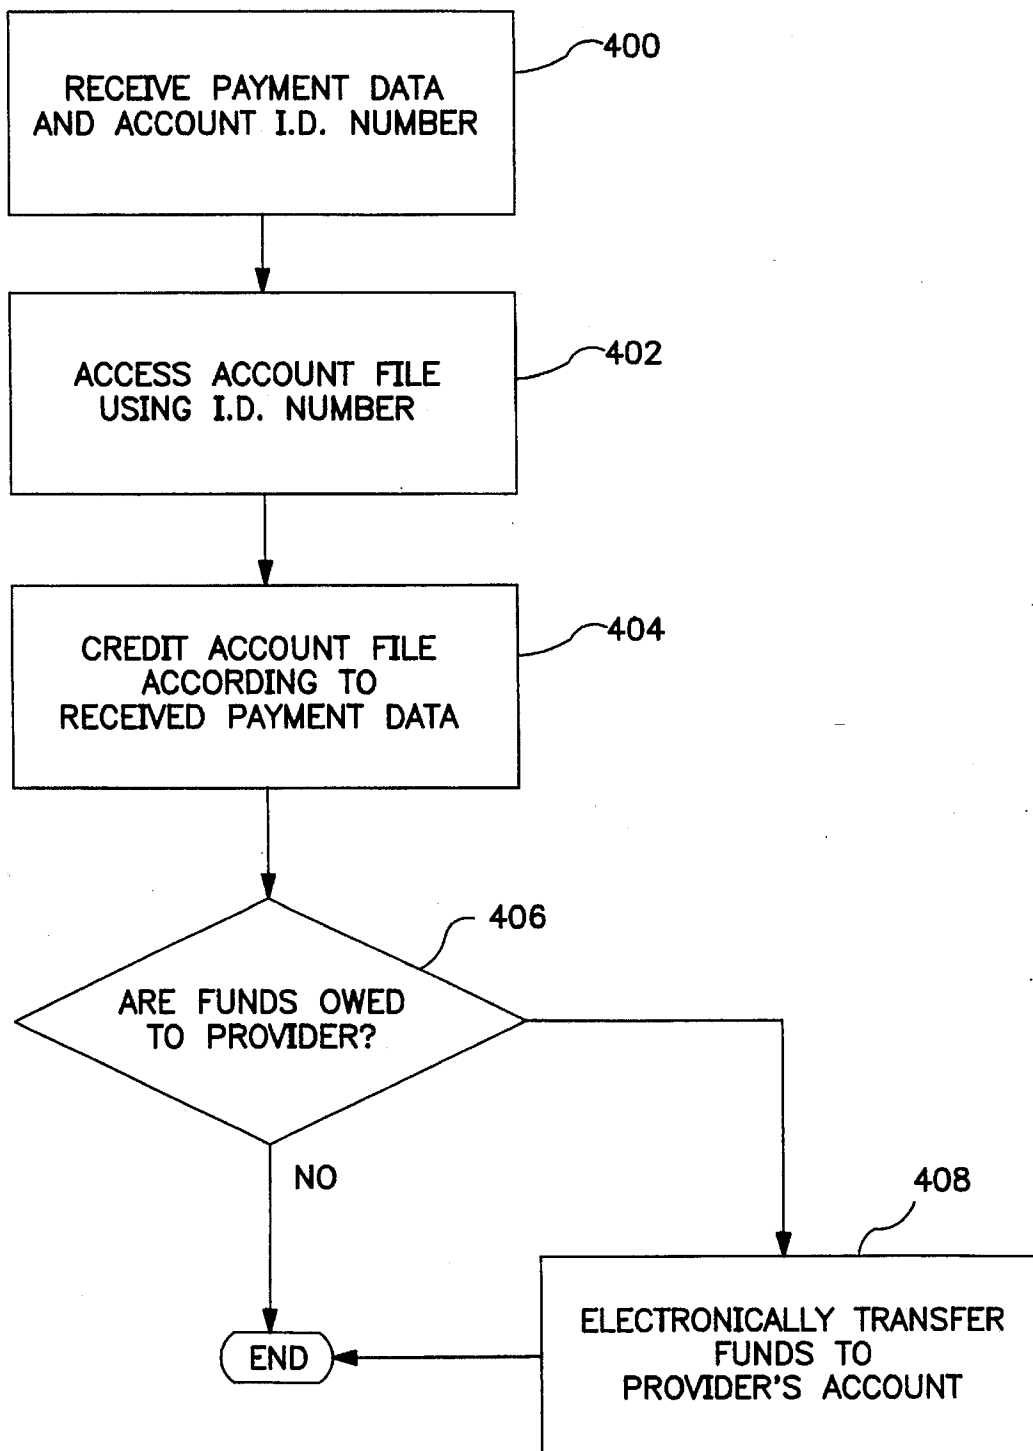 400
RECEIVE PAYMENT DATA
AND ACCOUNT I.D. NUMBER
402
ACCESS ACCOUNT FILE
USING I.D. NUMBER
404
CREDIT ACCOUNT FILE
ACCORDING TO
RECEIVED PAYMENT DATA
406
ARE FUNDS OWED
TO PROVIDER?
NO
408
ELECTRONICALLY TRANSFER
FUNDS TO
PROVIDER'S ACCOUNT
END